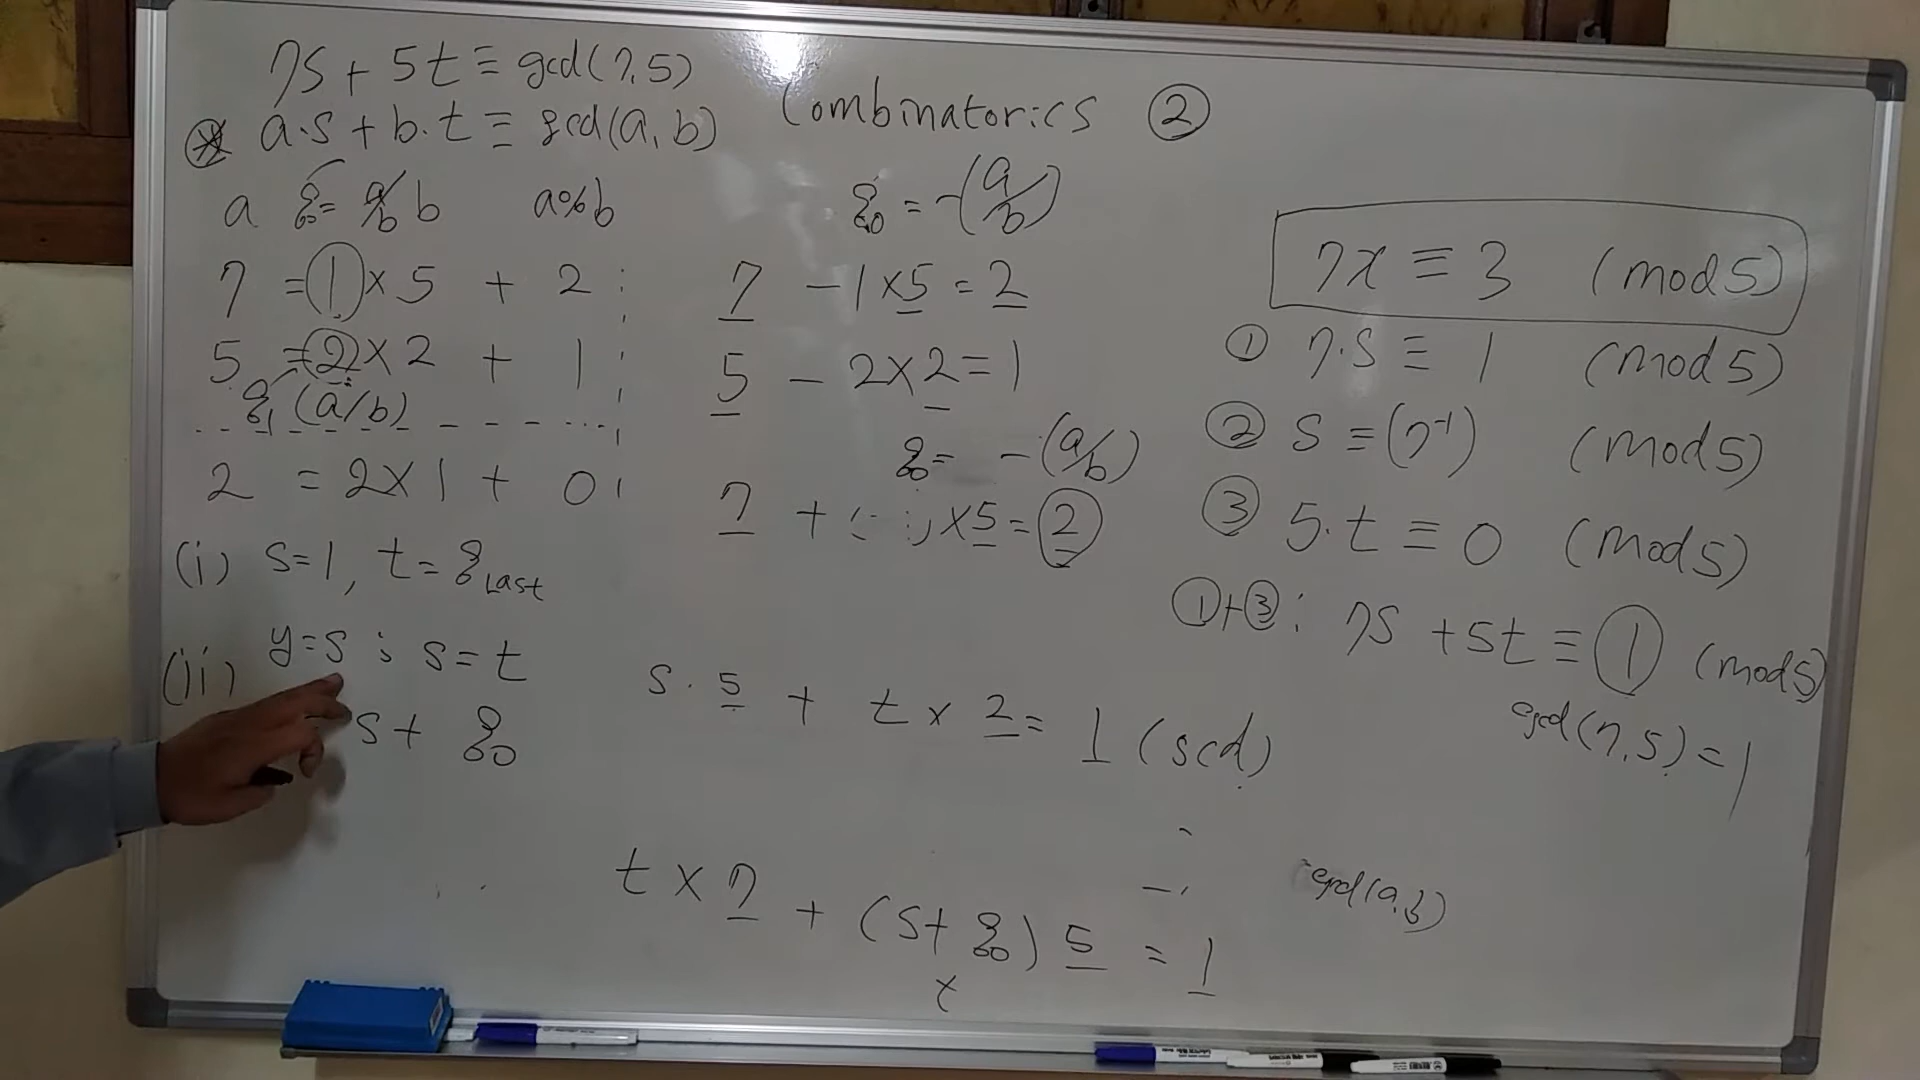 7s + 5t ≡ gcd(7,5)
⊛ a·s + b·t ≡ gcd(a,b)
Combinatorics ②
a q₀= a/b b a%b
q₀ = -(a/b)
7 = 1 × 5 + 2
5 = 2 × 2 + 1
q₁ (a/b)
2 = 2 × 1 + 0
7 - 1 × 5 = 2
5 - 2 × 2 = 1
q₀ = -(a/b)
7 + × 5 = 2
(i) s=1, t= q Last
(ii) y=s ; s=t
s + q₀
s · 5 + t × 2 = 1 (gcd)
t × 7 + (s + q₀) 5 = 1
t
7x ≡ 3 (mod 5)
① 7·s ≡ 1 (mod 5)
② s ≡ (7⁻¹) (mod 5)
③ 5·t ≡ 0 (mod 5)
①+③: 7s + 5t ≡ 1 (mod 5)
gcd(7,5) = 1
gcd(a,b)